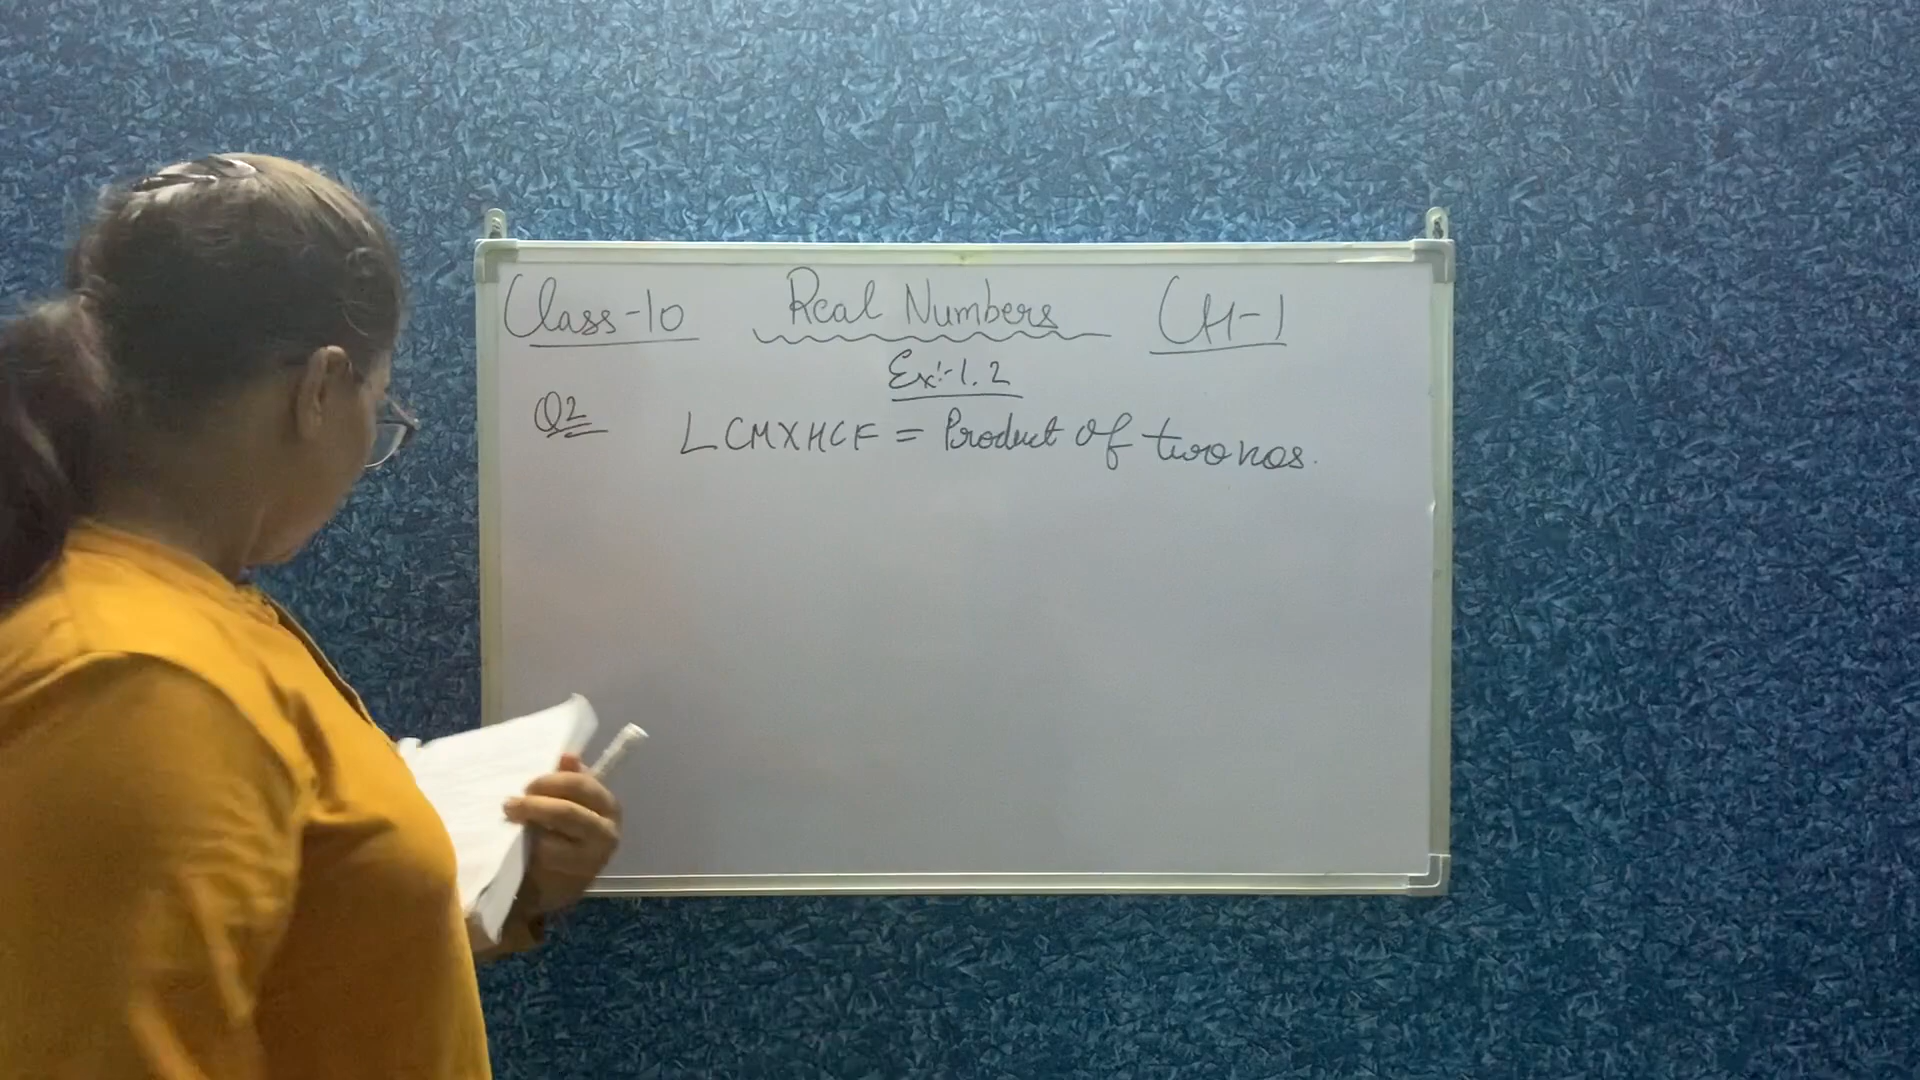 Class-10 Real Numbers CH-1
Ex:-1.2
Q2 LCMXHCF = Product of two nos.